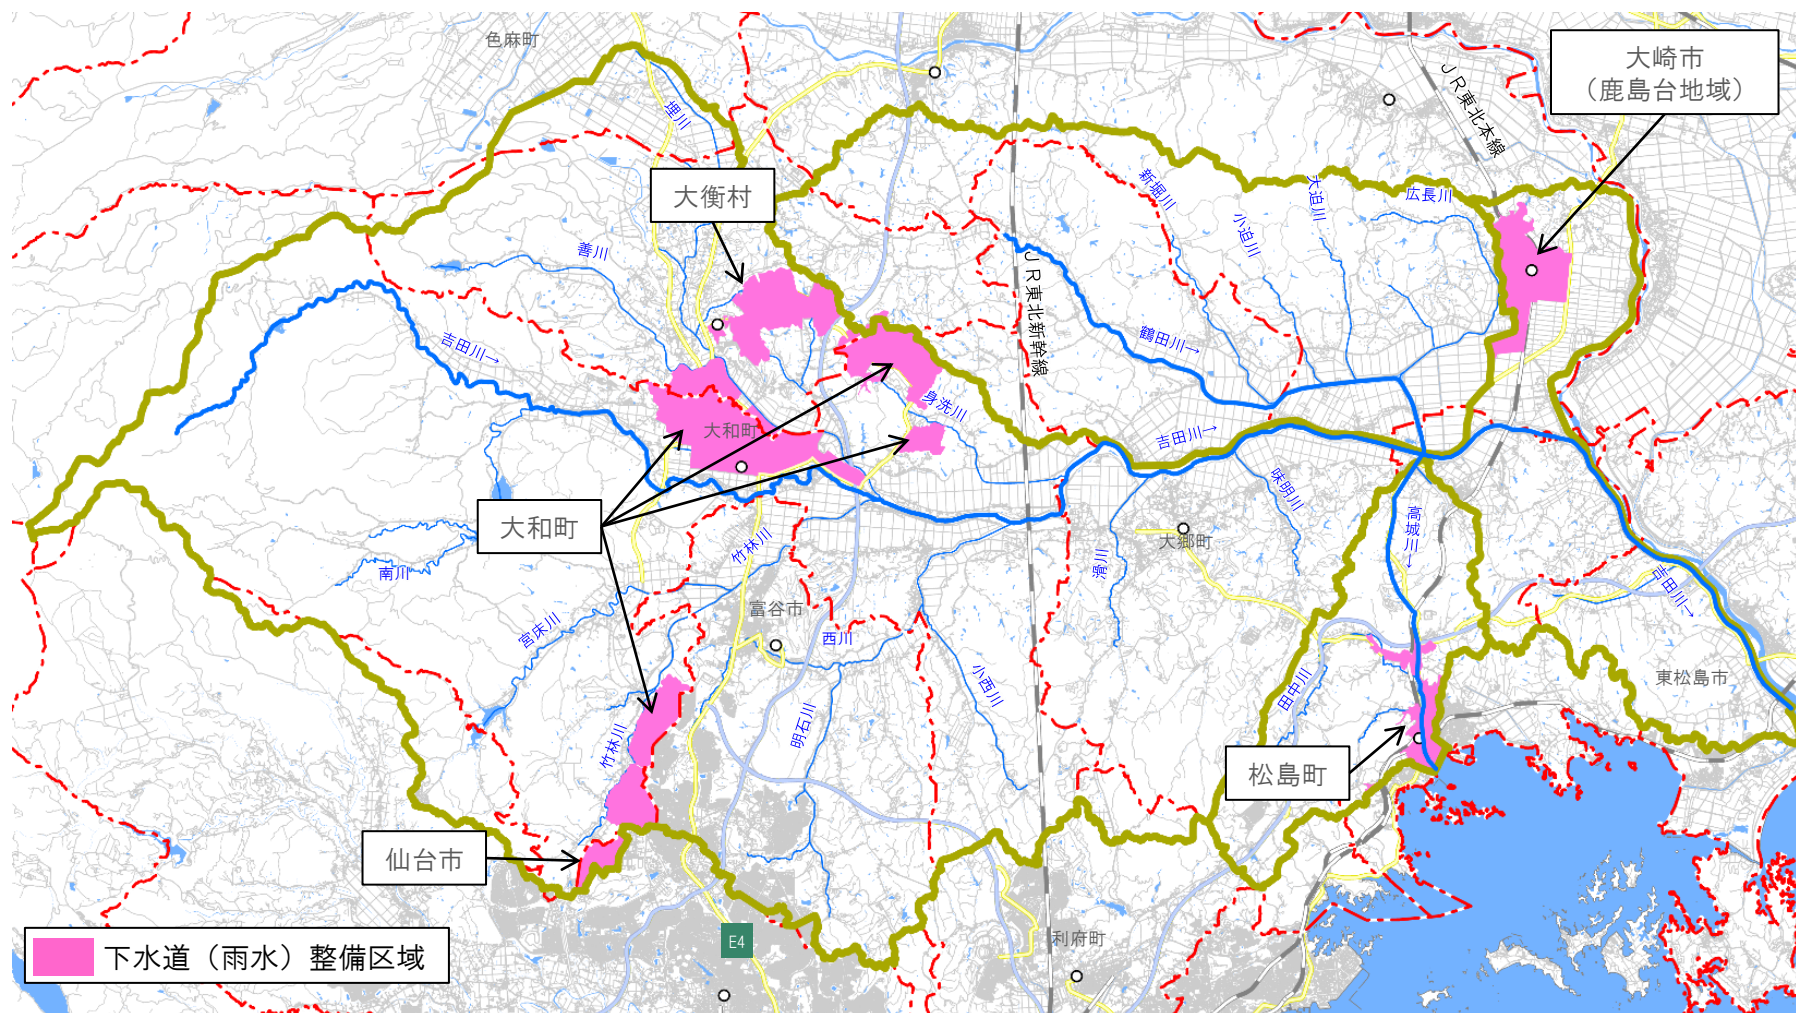 色麻町
大崎市
（鹿島台地域）
ＪＲ東北本線
埋川
大衡村
新堀川
大迫川
広長川
小迫川
善川
ＪＲ東北新幹線
吉田川→
鶴田川→
身洗川
大和町
吉田川→
味明川
大和町
高城川→
竹林川
大郷町
滑川
南川
吉田川→
富谷市
宮床川
西川
小西川
田中川
東松島市
明石川
竹林川
松島町
仙台市
E4
利府町
下水道（雨水）整備区域